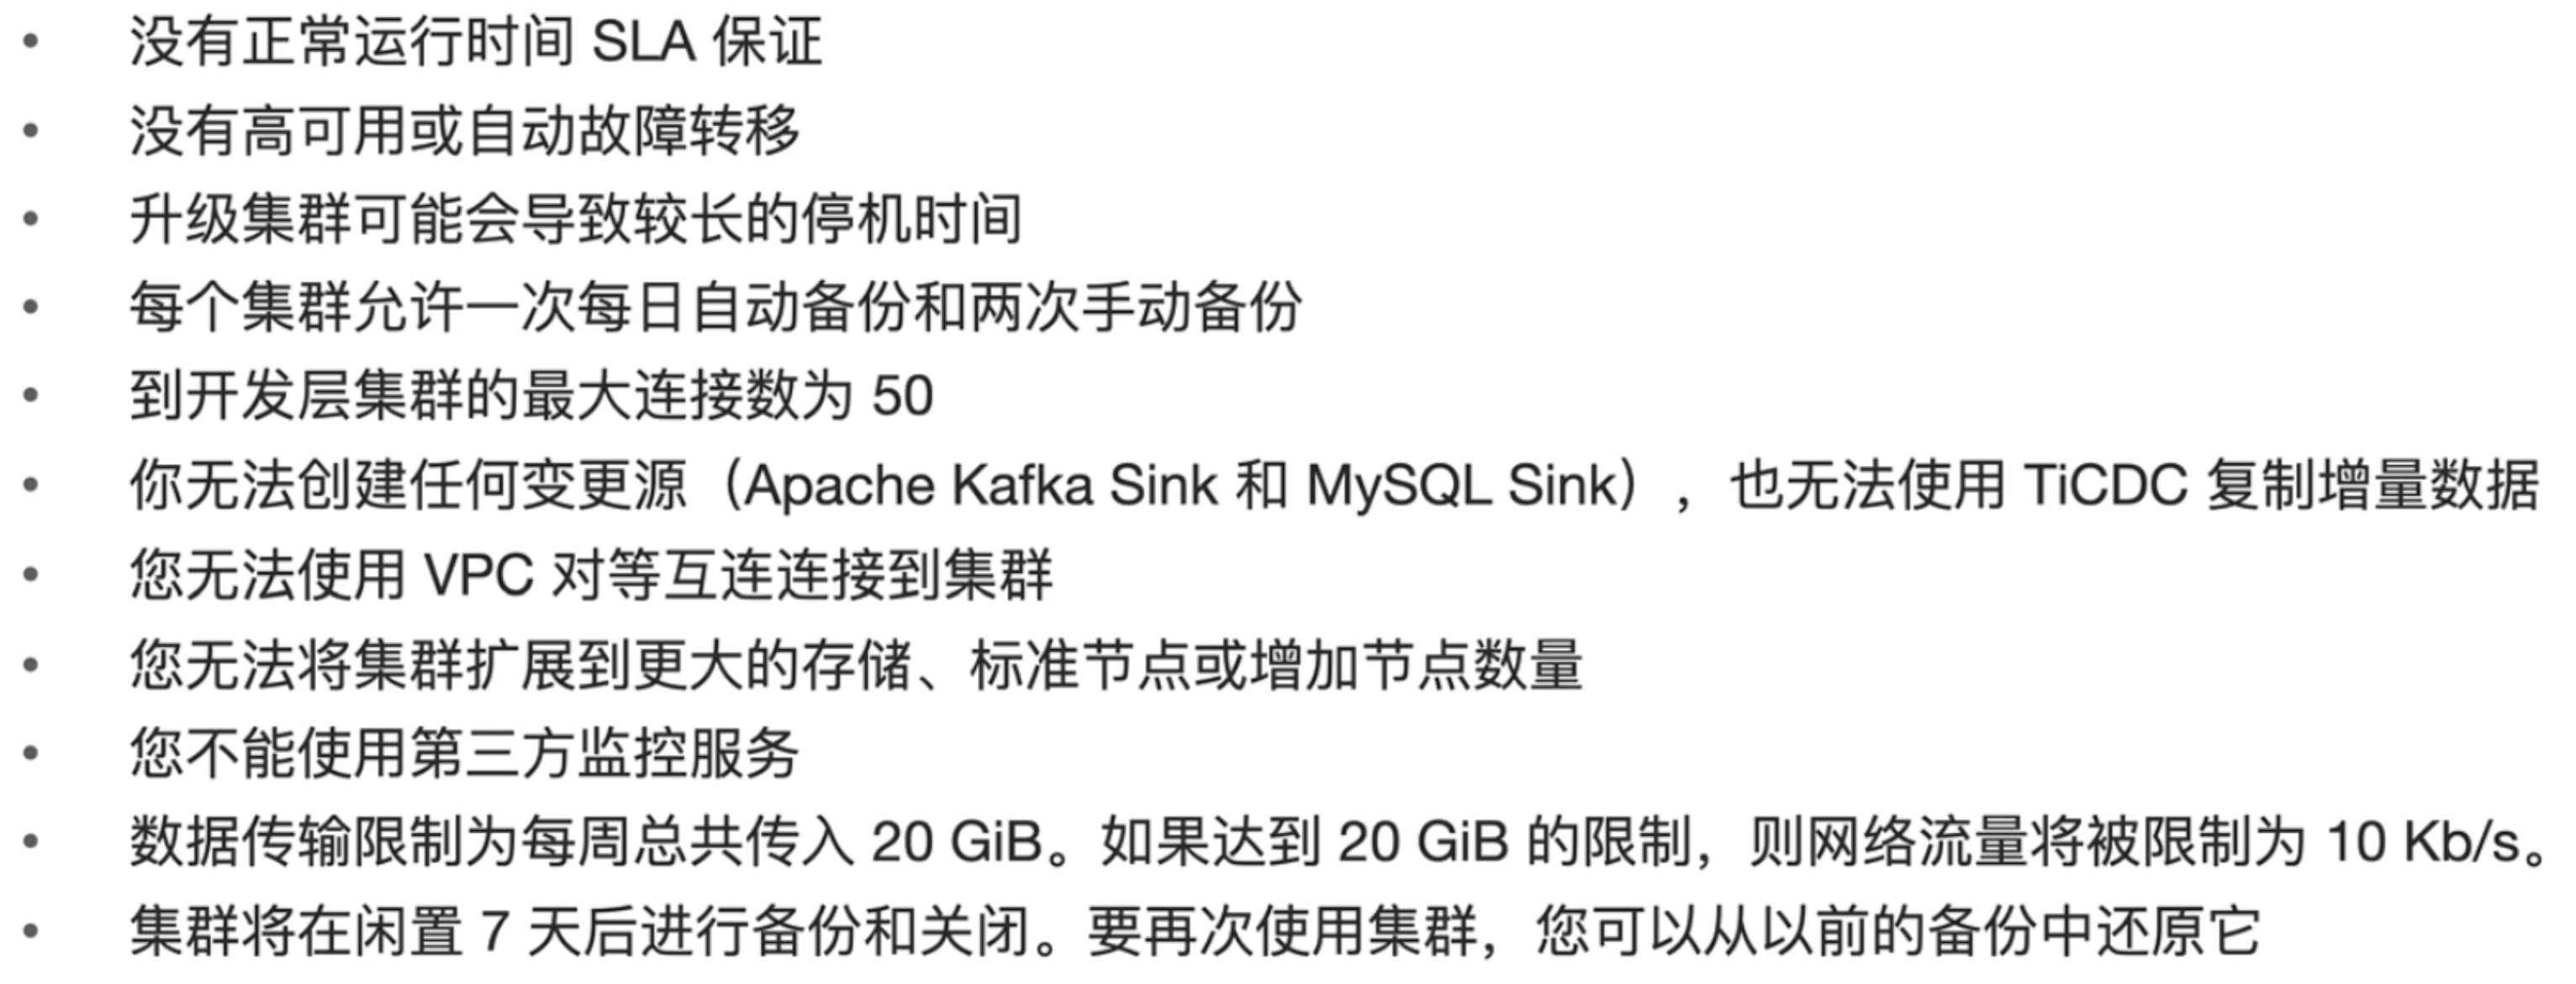 • 没有正常运行时间 SLA 保证
• 没有高可用或自动故障转移
• 升级集群可能会导致较长的停机时间
• 每个集群允许一次每日自动备份和两次手动备份
• 到开发层集群的最大连接数为 50
• 你无法创建任何变更源（Apache Kafka Sink 和 MySQL Sink），也无法使用 TiCDC 复制增量数据
• 您无法使用 VPC 对等互连连接到集群
• 您无法将集群扩展到更大的存储、标准节点或增加节点数量
• 您不能使用第三方监控服务
• 数据传输限制为每周总共传入 20 GiB。如果达到 20 GiB 的限制，则网络流量将被限制为 10 Kb/s。
• 集群将在闲置 7 天后进行备份和关闭。要再次使用集群，您可以从以前的备份中还原它